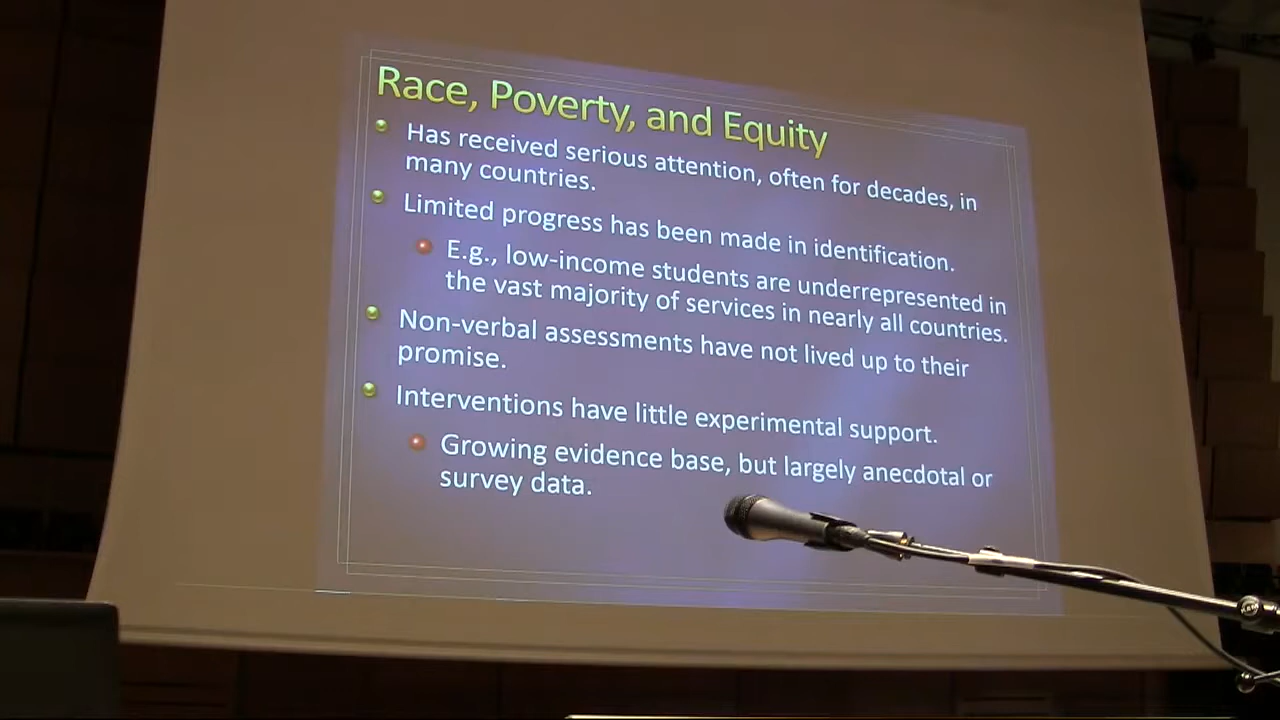 Race, Poverty, and Equity
Has received serious attention, often for decades, in
many countries.
Limited progress has been made in identification.
E.g., low-income students are underrepresented in
the vast majority of services in nearly all countries.
Non-verbal assessments have not lived up to their
promise.
Interventions have little experimental support.
Growing evidence base, but largely anecdotal or
survey data.